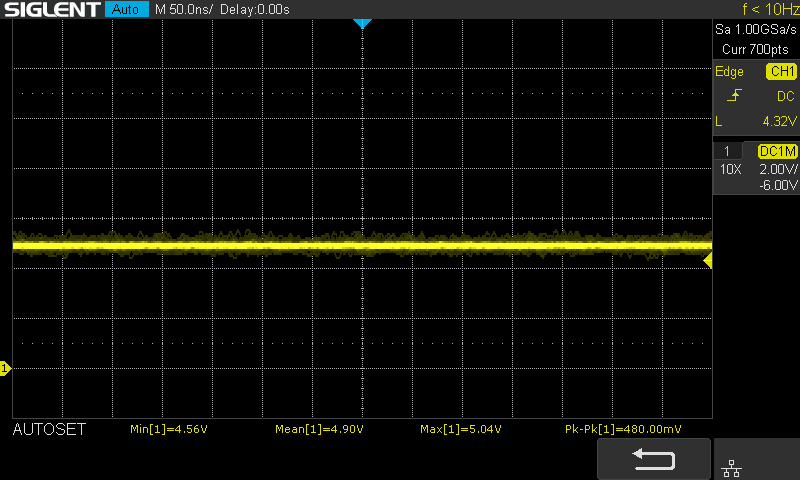 SIGLENT Auto M 50.0ns/ Delay:0.00s f < 10Hz
Sa 1.00GSa/s
Curr 700pts
Edge CH1
DC
L 4.32V
1 DC1M
10X 2.00V/
-6.00V
1
AUTOSET Min[1]=4.56V Mean[1]=4.90V Max[1]=5.04V Pk-Pk[1]=480.00mV